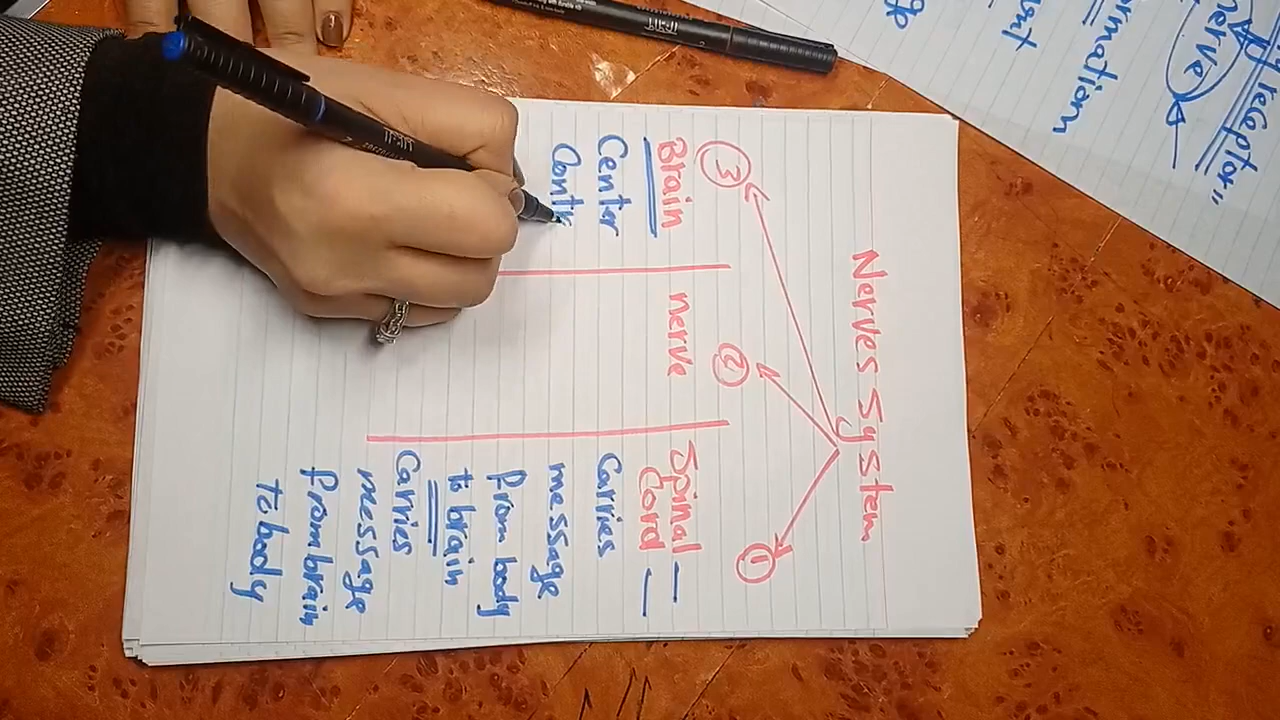 Nerves System
③
②
①
Brain
Center
Contr
nerve
Spinal
Cord
Carries
message
from body
to brain
Carries
message
from brain
to body
receptor"
nerve
ormation